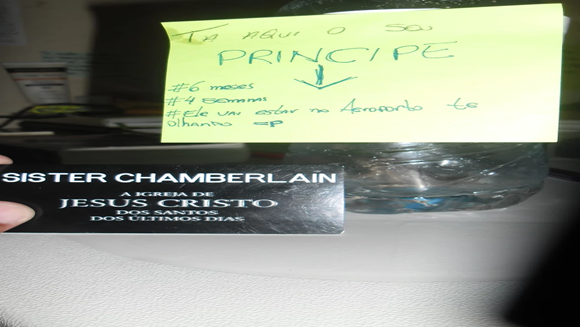 TA AQUI O SEU
PRINCIPE
#6 meses
#4 semanas
#Ele vai estar no Aeroporto te
olhando
SISTER CHAMBERLAIN
A IGREJA DE
JESUS CRISTO
DOS SANTOS
DOS ÚLTIMOS DIAS